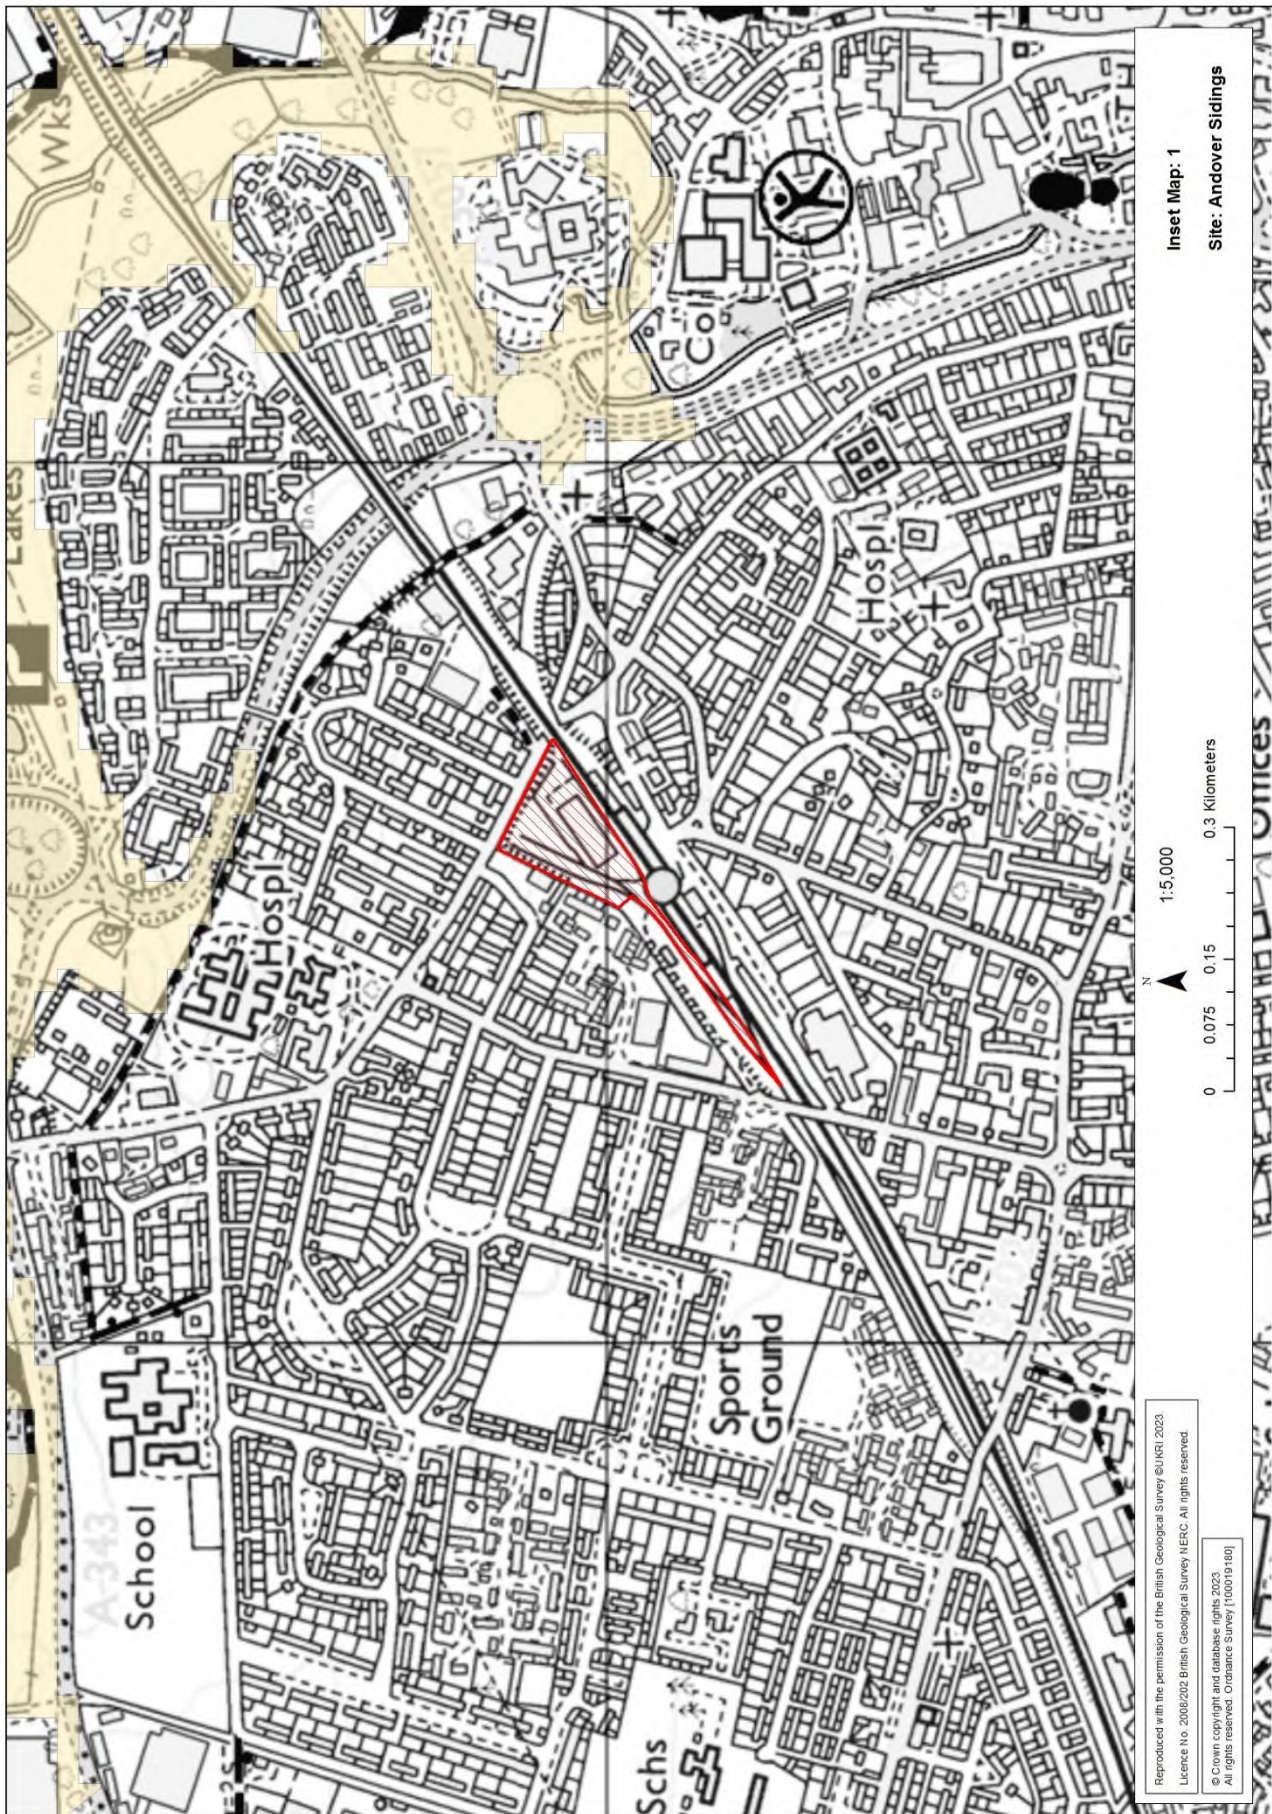 Wks
Lakes
P
Hospl
A-343
School
Coll
Hospl
Sports
Ground
Schs
Offices
Inset Map: 1
Site: Andover Sidings
N
1:5,000
0 0.075 0.15 0.3 Kilometers
Reproduced with the permission of the British Geological Survey ©UKRI 2023.
Licence No. 2008/202 British Geological Survey NERC. All rights reserved.
© Crown copyright and database rights 2023.
All rights reserved. Ordnance Survey [100019180]